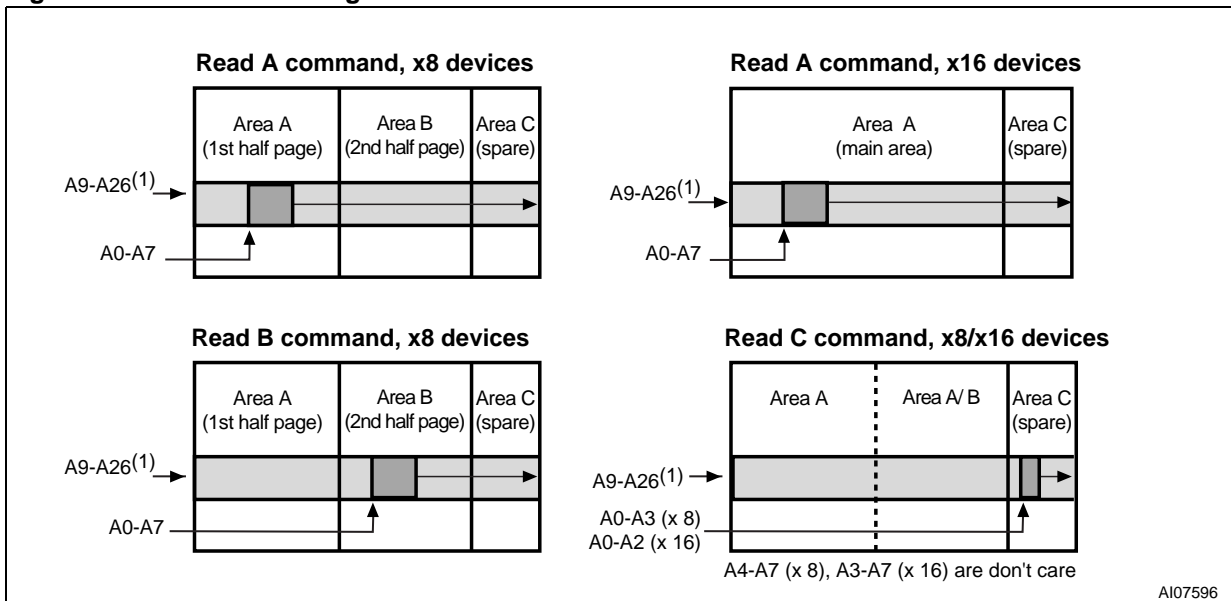 Read A command, x8 devices
Area A
(1st half page)
Area B
(2nd half page)
Area C
(spare)
A9-A26(1)
A0-A7
Read A command, x16 devices
Area A
(main area)
Area C
(spare)
A9-A26(1)
A0-A7
Read B command, x8 devices
Area A
(1st half page)
Area B
(2nd half page)
Area C
(spare)
A9-A26(1)
A0-A7
Read C command, x8/x16 devices
Area A
Area A/ B
Area C
(spare)
A9-A26(1)
A0-A3 (x 8)
A0-A2 (x 16)
A4-A7 (x 8), A3-A7 (x 16) are don't care
AI07596